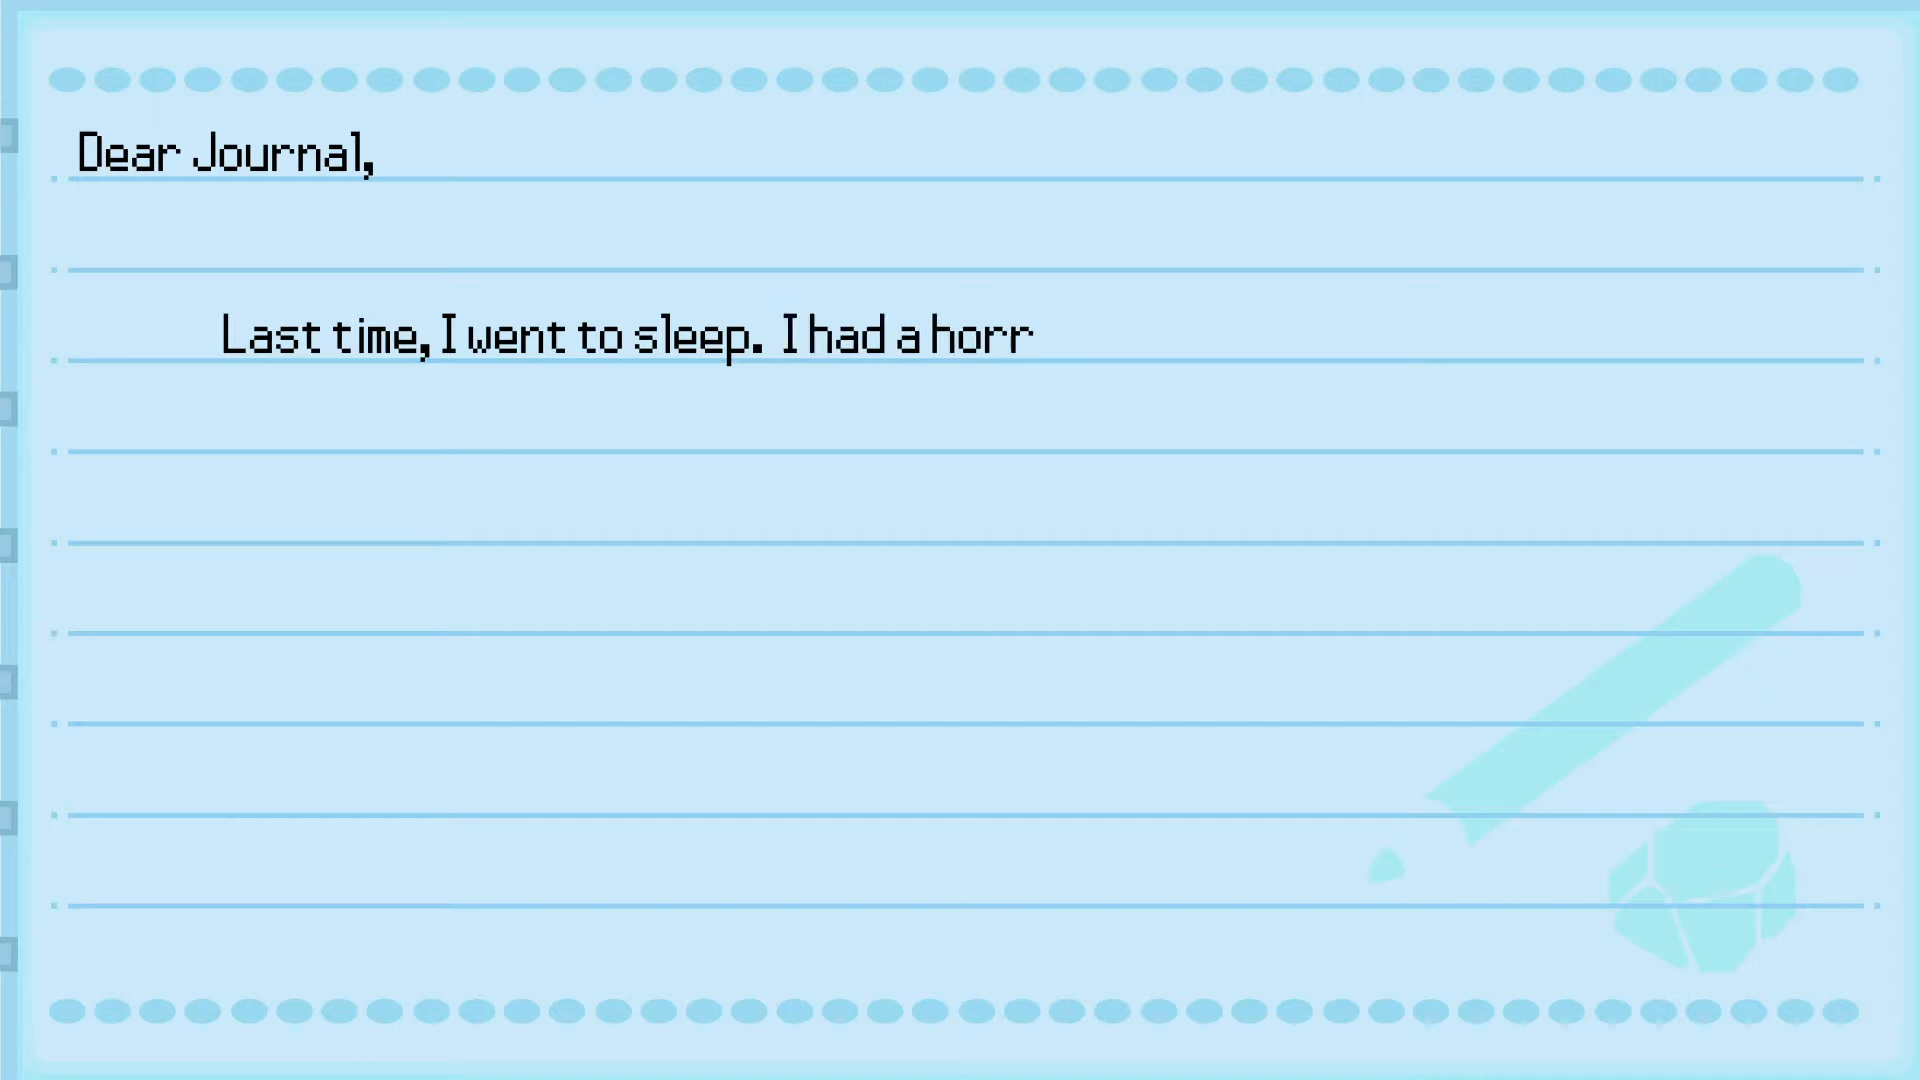 Dear Journal,
Last time, I went to sleep. I had a horr